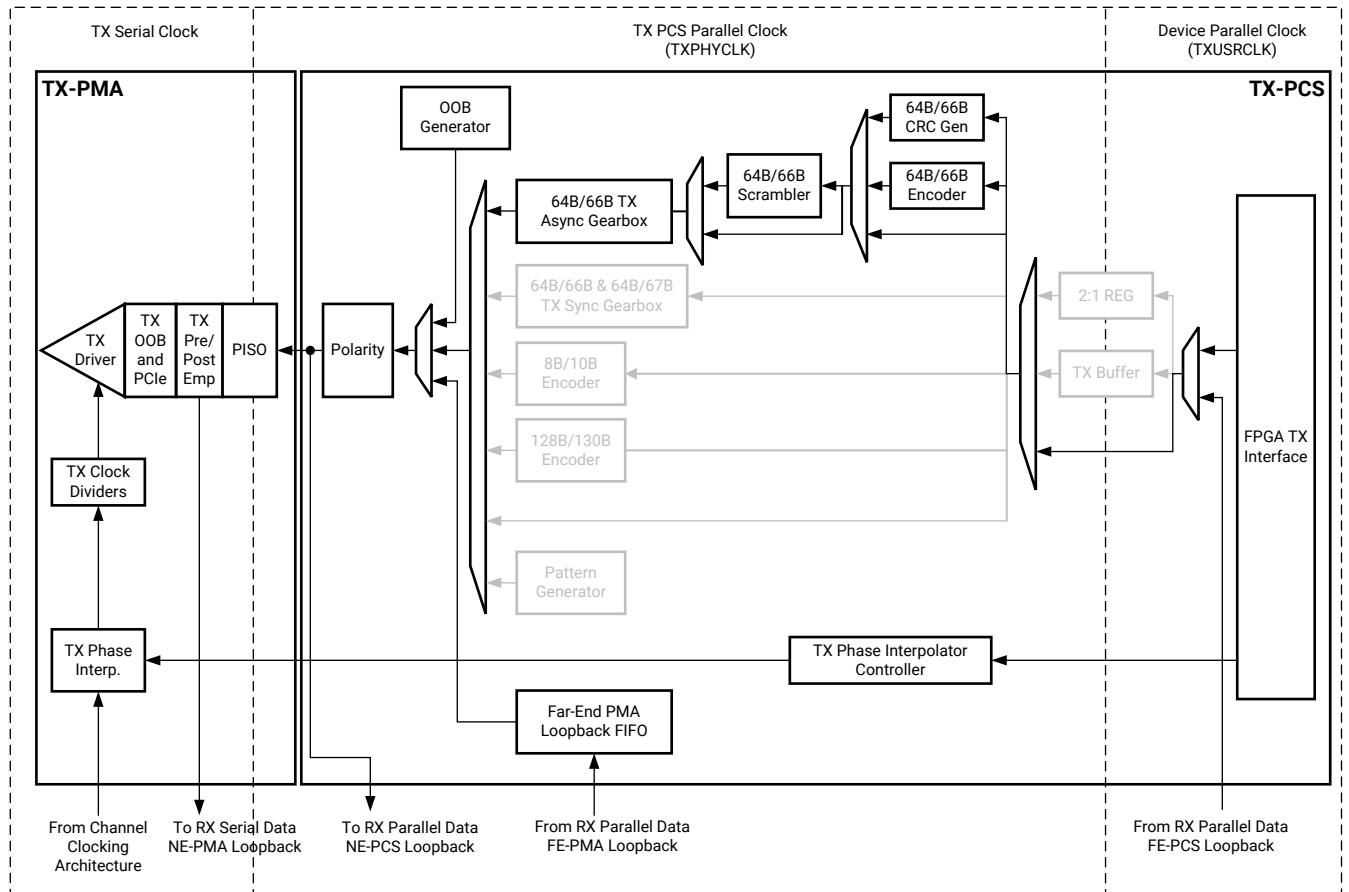 TX Serial Clock
TX PCS Parallel Clock
(TXPHYCLK)
Device Parallel Clock
(TXUSRCLK)
TX-PMA
TX-PCS
OOB
Generator
64B/66B
CRC Gen
64B/66B
Scrambler
64B/66B
Encoder
64B/66B TX
Async Gearbox
64B/66B & 64B/67B
TX Sync Gearbox
2:1 REG
TX
Driver
TX
OOB
and
PCIe
TX
Pre/
Post
Emp
PISO
Polarity
8B/10B
Encoder
TX Buffer
128B/130B
Encoder
FPGA TX
Interface
TX Clock
Dividers
Pattern
Generator
TX Phase
Interp.
TX Phase Interpolator
Controller
Far-End PMA
Loopback FIFO
From Channel
Clocking
Architecture
To RX Serial Data
NE-PMA Loopback
To RX Parallel Data
NE-PCS Loopback
From RX Parallel Data
FE-PMA Loopback
From RX Parallel Data
FE-PCS Loopback